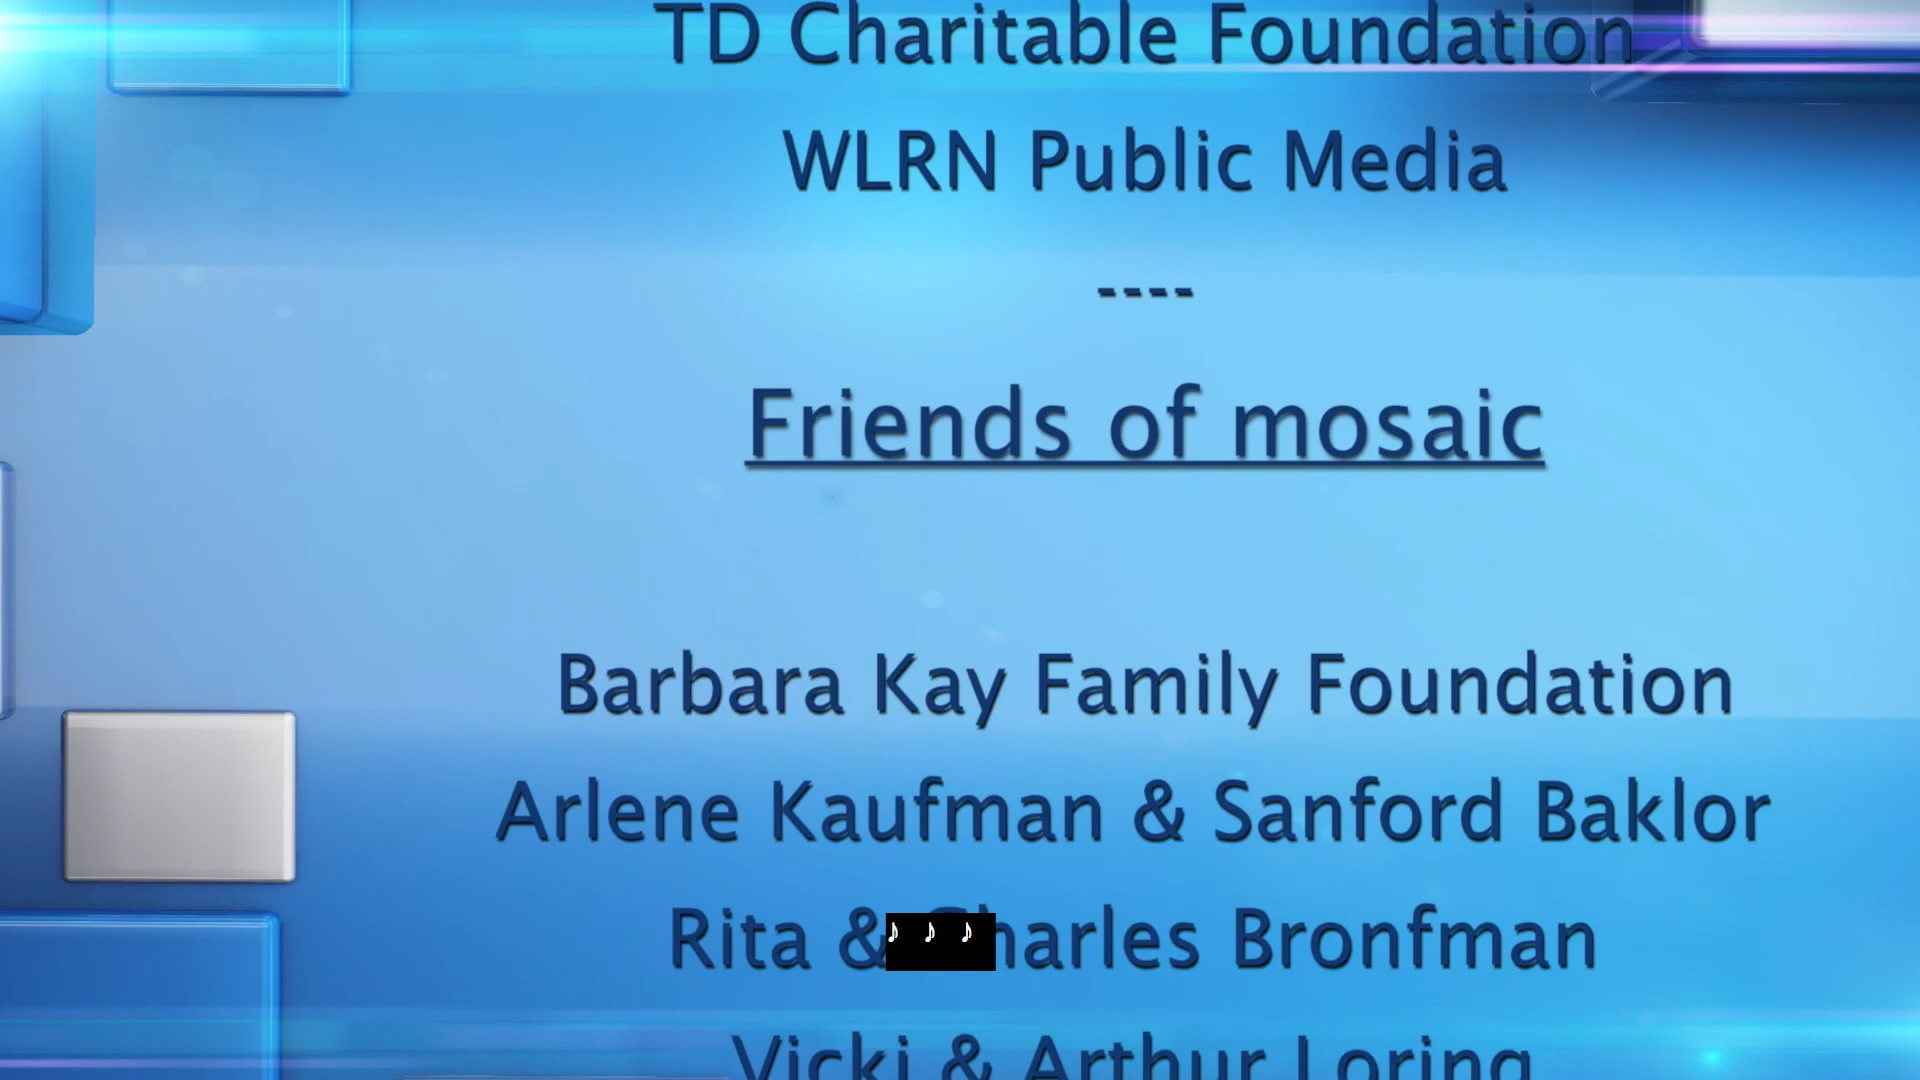 TD Charitable Foundation
WLRN Public Media
----
Friends of mosaic
Barbara Kay Family Foundation
Arlene Kaufman & Sanford Baklor
Rita & Charles Bronfman
♪ ♪ ♪
Vicki & Arthur Loring